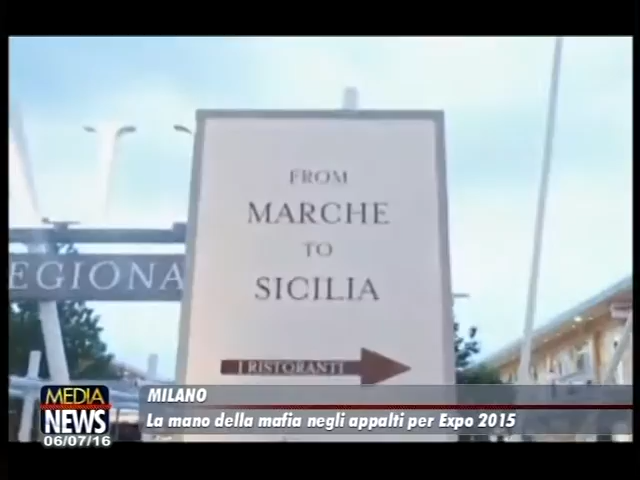 FROM
MARCHE
TO
SICILIA
EGIONA
I RISTORANTI
MEDIA
NEWS
06/07/16
MILANO
La mano della mafia negli appalti per Expo 2015